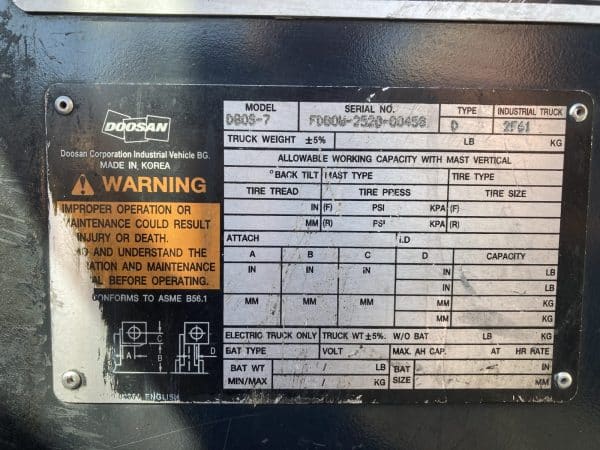 DOOSAN
Doosan Corporation Industrial Vehicle BG.
MADE IN KOREA
WARNING
IMPROPER OPERATION OR
MAINTENANCE COULD RESULT
INJURY OR DEATH.
AND UNDERSTAND THE
RATION AND MAINTENANCE
AL BEFORE OPERATING.
CONFORMS TO ASME B56.1
A B C D
ENGLISH
MODEL SERIAL NO. TYPE INDUSTRIAL TRUCK
D80S-7 FDB0W-2520-00458 D 2F61
TRUCK WEIGHT ±5% LB KG
ALLOWABLE WORKING CAPACITY WITH MAST VERTICAL
°BACK TILT MAST TYPE TIRE TYPE
TIRE TREAD TIRE PRESS TIRE SIZE
IN (F) PSI KPA (F)
MM (R) PSI KPA (R)
ATTACH I.D
A B C D CAPACITY
IN IN IN IN LB
IN LB
MM MM MM MM KG
MM KG
ELECTRIC TRUCK ONLY TRUCK WT ±5%. W/O BAT LB KG
BAT TYPE VOLT MAX. AH CAP. AT HR RATE
BAT WT / LB BAT / / IN
MIN/MAX / KG SIZE / / MM